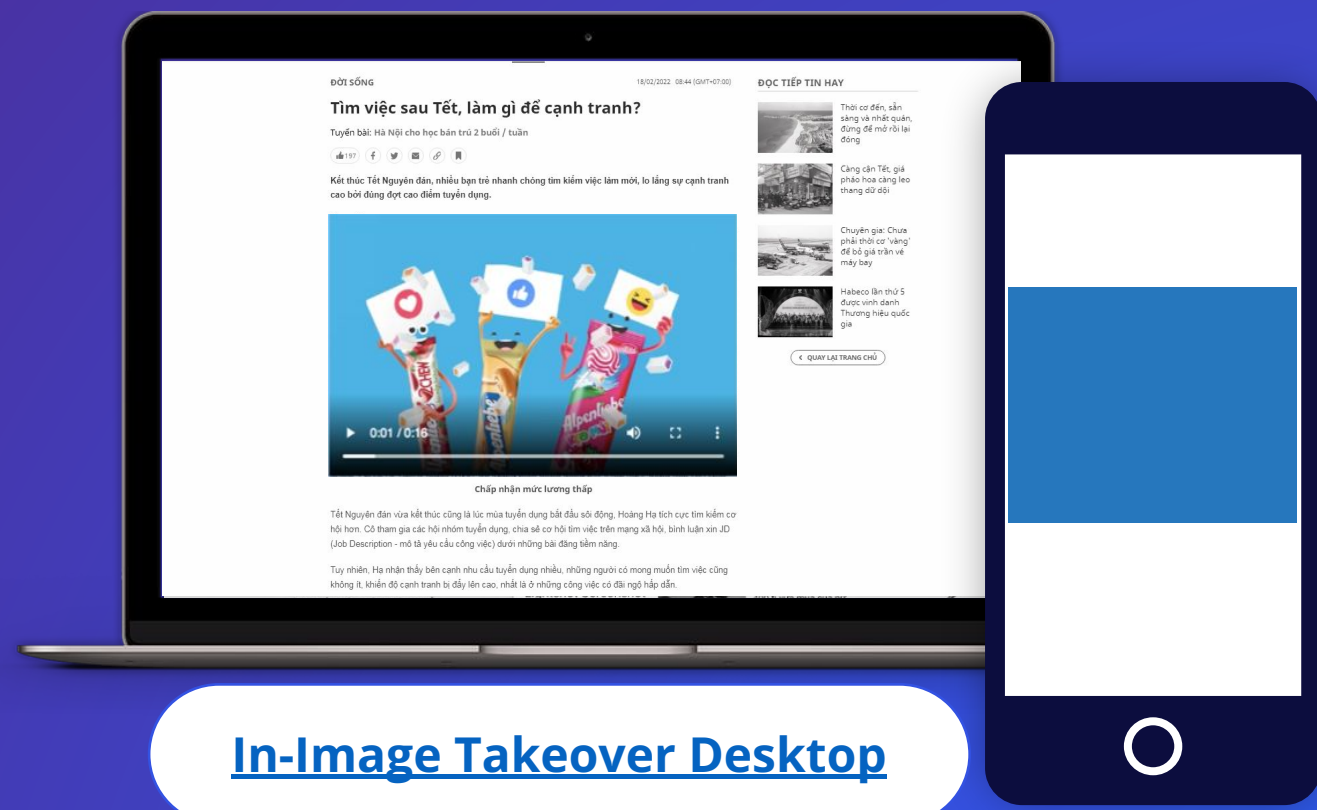 ĐỜI SỐNG
18/02/2022 08:44 (GMT+07:00)
Tìm việc sau Tết, làm gì để cạnh tranh?
Tuyến bài: Hà Nội cho học bán trú 2 buổi / tuần
197
Kết thúc Tết Nguyên đán, nhiều bạn trẻ nhanh chóng tìm kiếm việc làm mới, lo lắng sự cạnh tranh
cao bởi đúng đợt cao điểm tuyển dụng.
2CHEW
Alpenliebe
Alpenliebe
0:01 / 0:16
Chấp nhận mức lương thấp
Tết Nguyên đán vừa kết thúc cũng là lúc mùa tuyển dụng bắt đầu sôi động, Hoàng Hạ tích cực tìm kiếm cơ
hội hơn. Cô tham gia các hội nhóm tuyển dụng, chia sẻ cơ hội tìm việc trên mạng xã hội, bình luận xin JD
(Job Description - mô tả yêu cầu công việc) dưới những bài đăng tiềm năng.
Tuy nhiên, Hạ nhận thấy bên cạnh nhu cầu tuyển dụng nhiều, những người có mong muốn tìm việc cũng
không ít, khiến độ cạnh tranh bị đẩy lên cao, nhất là ở những công việc có đãi ngộ hấp dẫn.
ĐỌC TIẾP TIN HAY
Thời cơ đến, sẵn
sàng và nhất quán,
đừng để mở rồi lại
đóng
Càng cận Tết, giá
pháo hoa càng leo
thang dữ dội
Chuyên gia: Chưa
phải thời cơ 'vàng'
để bỏ giá trần vé
máy bay
Habeco lần thứ 5
được vinh danh
Thương hiệu quốc
gia
QUAY LẠI TRANG CHỦ
In-Image Takeover Desktop